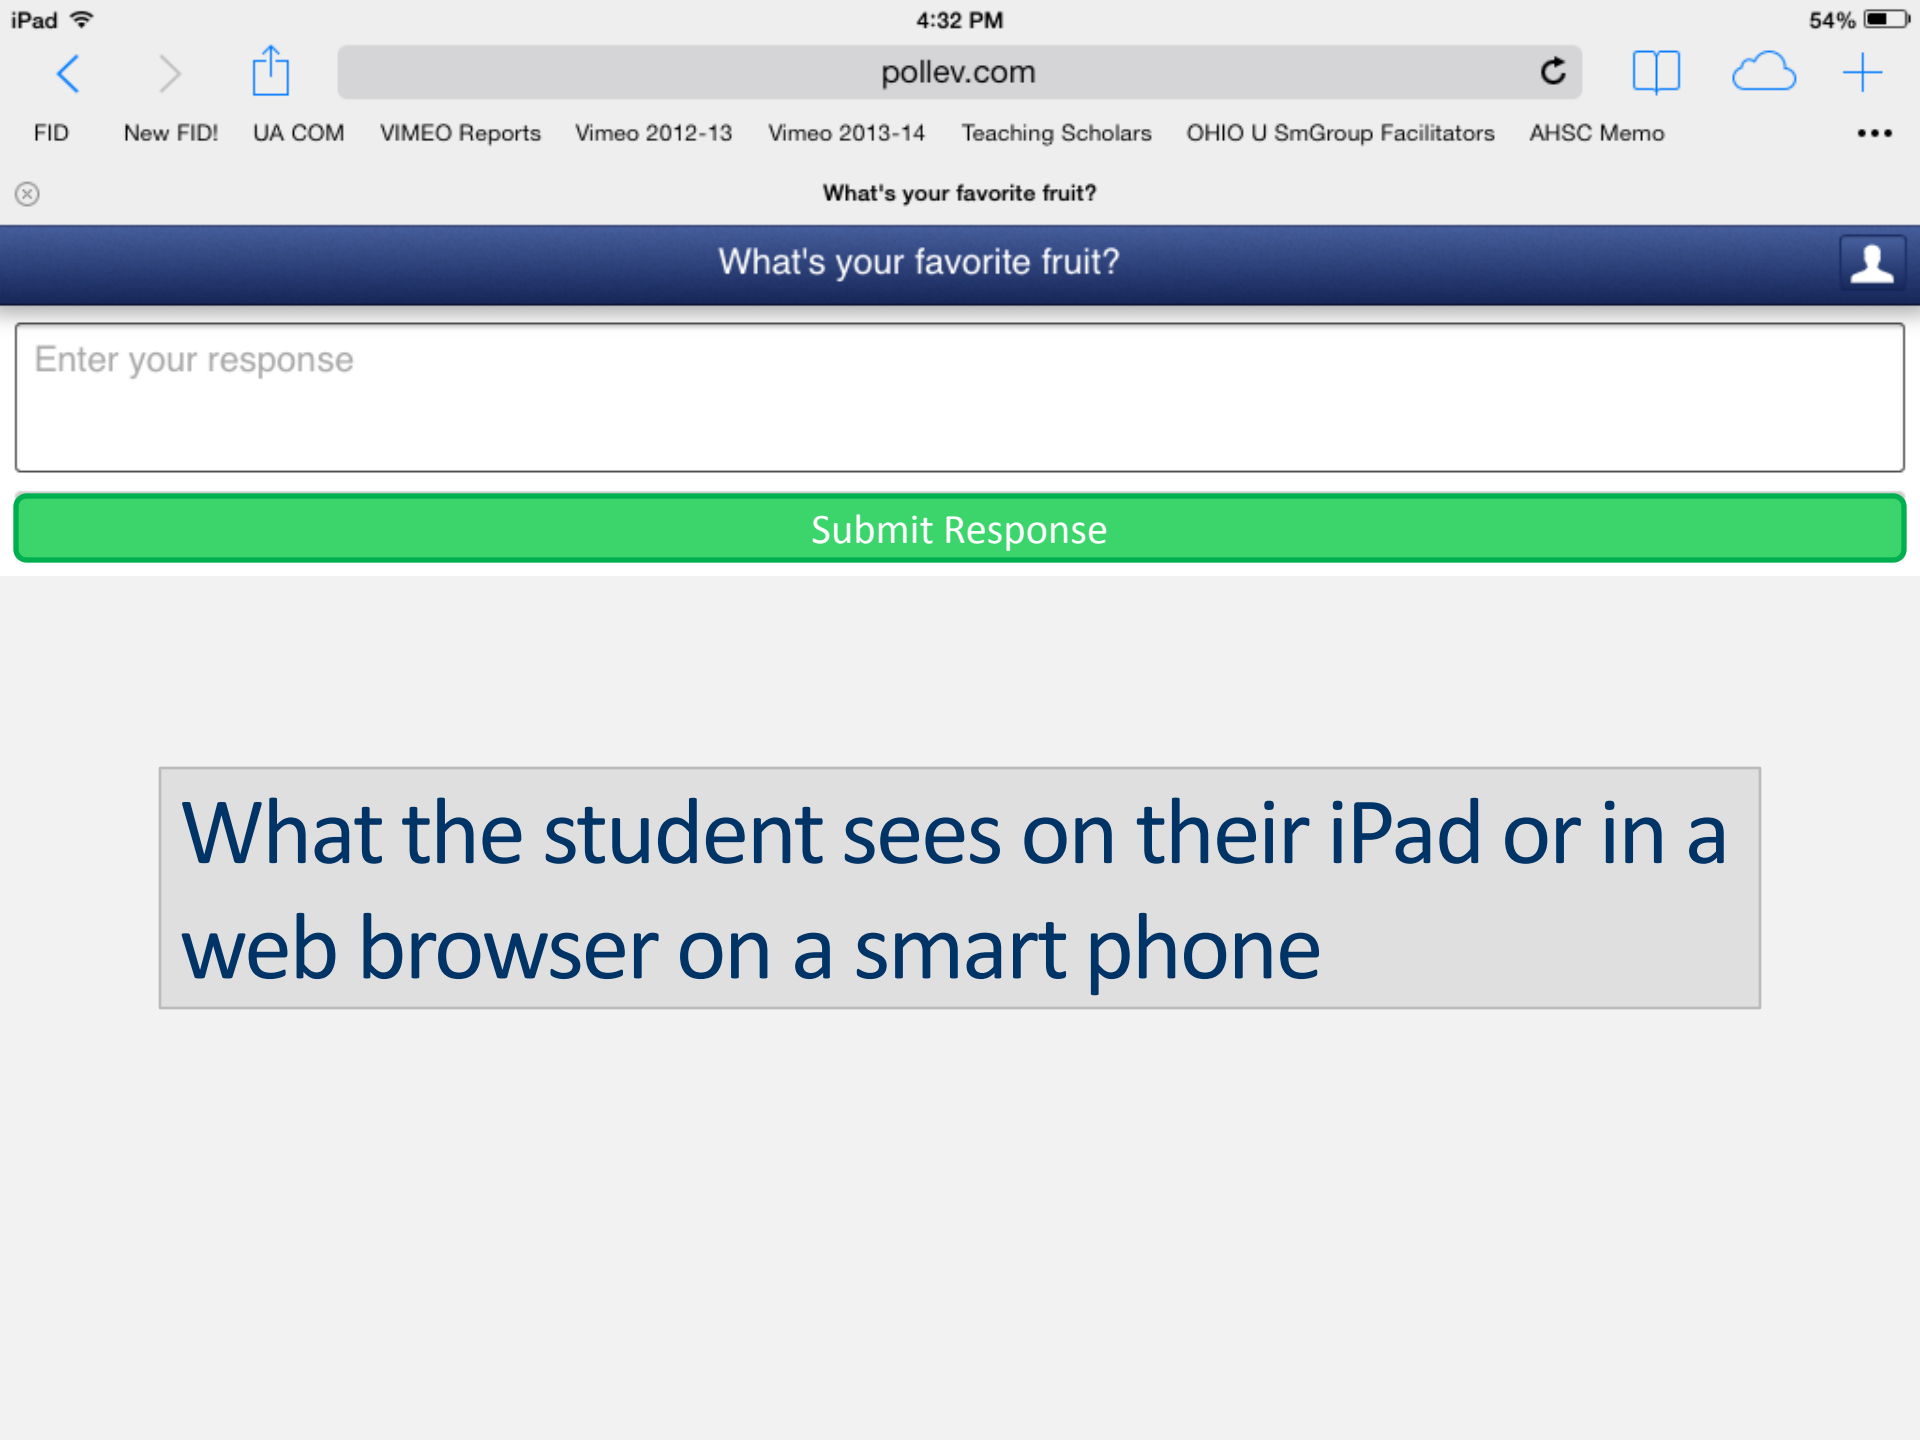 iPad 4:32 PM 54%
pollev.com
FID New FID! UA COM VIMEO Reports Vimeo 2012-13 Vimeo 2013-14 Teaching Scholars OHIO U SmGroup Facilitators AHSC Memo
What's your favorite fruit?
What's your favorite fruit?
Enter your response
Submit Response
What the student sees on their iPad or in a
web browser on a smart phone